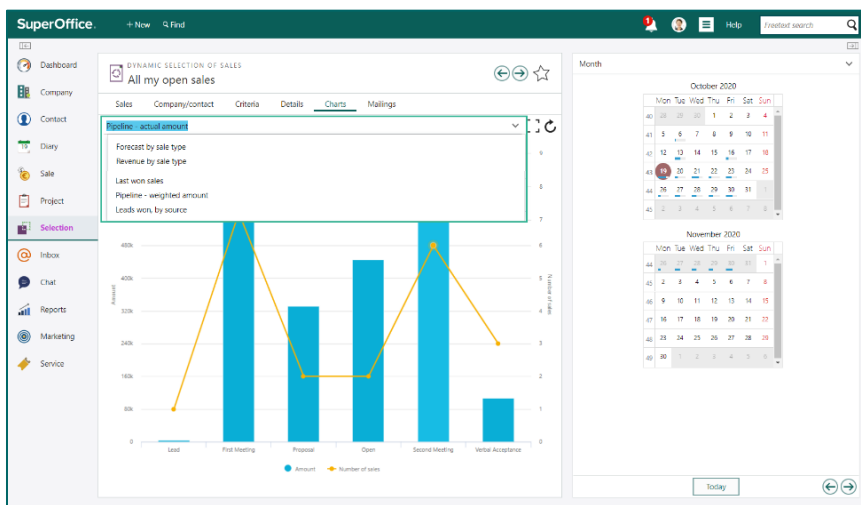 SuperOffice.
+ New
Find
1
Help
Freetext search
Dashboard
Company
Contact
Diary
Sale
Project
Selection
Inbox
Chat
Reports
Marketing
Service
DYNAMIC SELECTION OF SALES
All my open sales
Sales Company/contact Criteria Details Charts Mailings
Pipeline - actual amount
Forecast by sale type
Revenue by sale type
Last won sales
Pipeline - weighted amount
Leads won, by source
480k
400k
320k
240k
160k
80k
0
Amount
9
8
7
6
5
4
3
2
1
0
Number of sales
Lead First Meeting Proposal Open Second Meeting Verbal Acceptance
Amount Number of sales
Month
October 2020
Mon Tue Wed Thu Fri Sat Sun
40 28 29 30 1 2 3 4
41 5 6 7 8 9 10 11
42 12 13 14 15 16 17 18
43 19 20 21 22 23 24 25
44 26 27 28 29 30 31 1
45 2 3 4 5 6 7 8
November 2020
Mon Tue Wed Thu Fri Sat Sun
44 26 27 28 29 30 31 1
45 2 3 4 5 6 7 8
46 9 10 11 12 13 14 15
47 16 17 18 19 20 21 22
48 23 24 25 26 27 28 29
49 30 1 2 3 4 5 6
Today